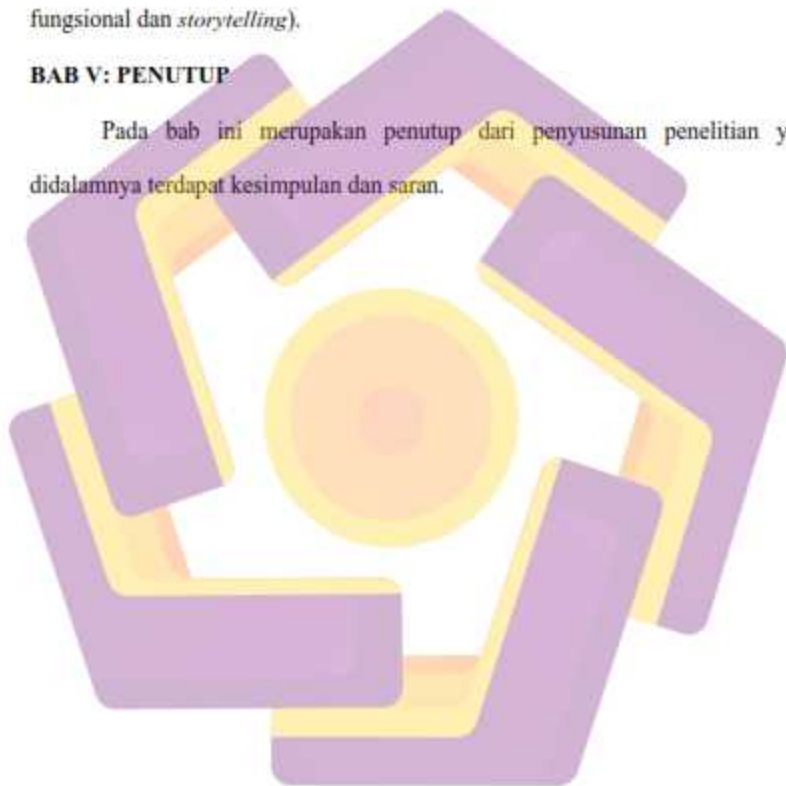 fungsional dan storytelling).
BAB V: PENUTUP
Pada bab ini merupakan penutup dari penyusunan penelitian y
didalamnya terdapat kesimpulan dan saran.